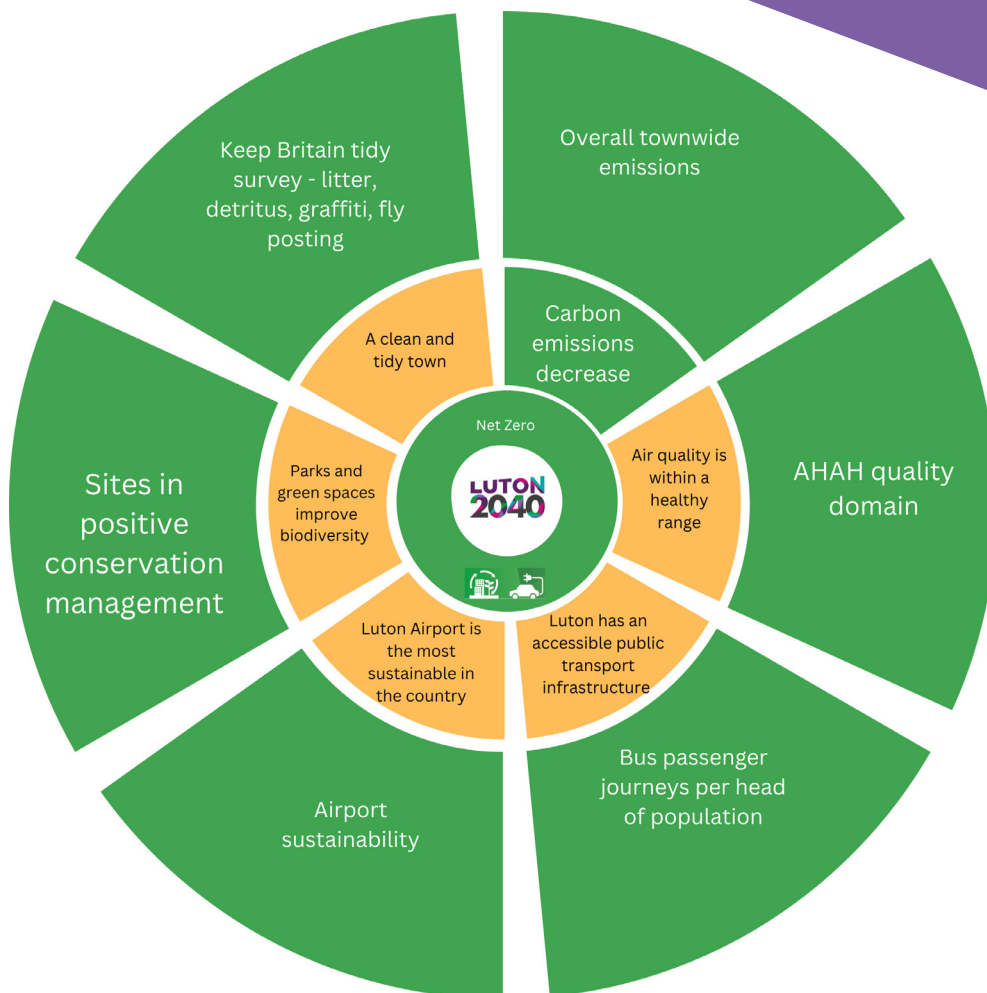 Keep Britain tidy
survey - litter,
detritus, graffiti, fly
posting
Overall townwide
emissions
A clean and
tidy town
Carbon
emissions
decrease
Net Zero
LUTON
2040
Parks and
green spaces
improve
biodiversity
Air quality is
within a
healthy
range
Sites in
positive
conservation
management
AHAH quality
domain
Luton Airport is
the most
sustainable in
the country
Luton has an
accessible public
transport
infrastructure
Airport
sustainability
Bus passenger
journeys per head
of population